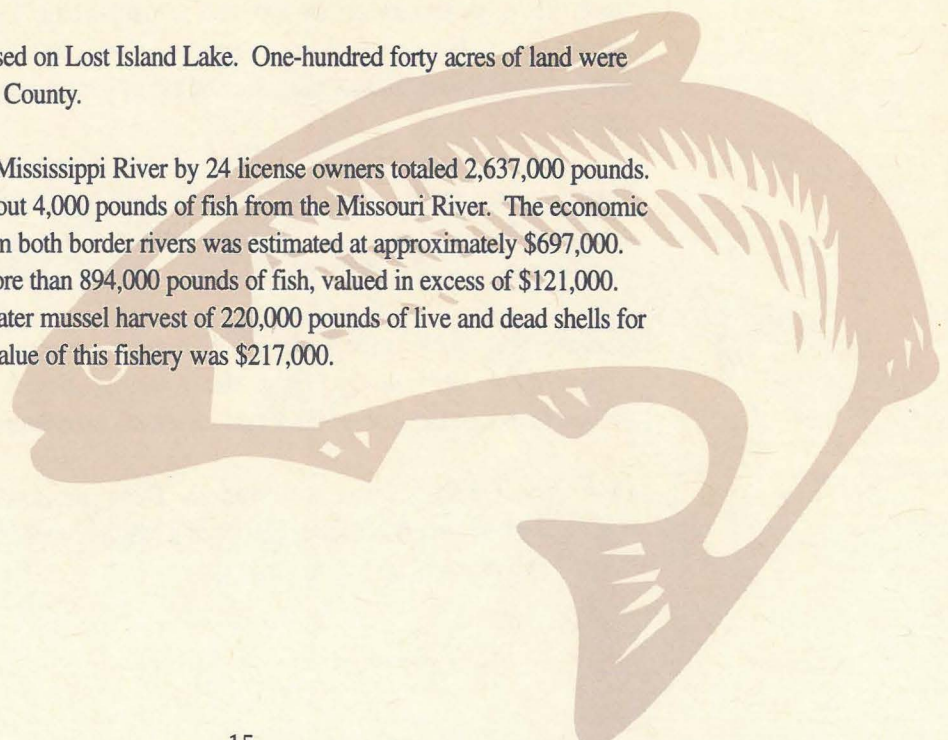 sed on Lost Island Lake. One-hundred forty acres of land were
County.
Mississippi River by 24 license owners totaled 2,637,000 pounds.
out 4,000 pounds of fish from the Missouri River. The economic
m both border rivers was estimated at approximately $697,000.
ore than 894,000 pounds of fish, valued in excess of $121,000.
ater mussel harvest of 220,000 pounds of live and dead shells for
alue of this fishery was $217,000.
15